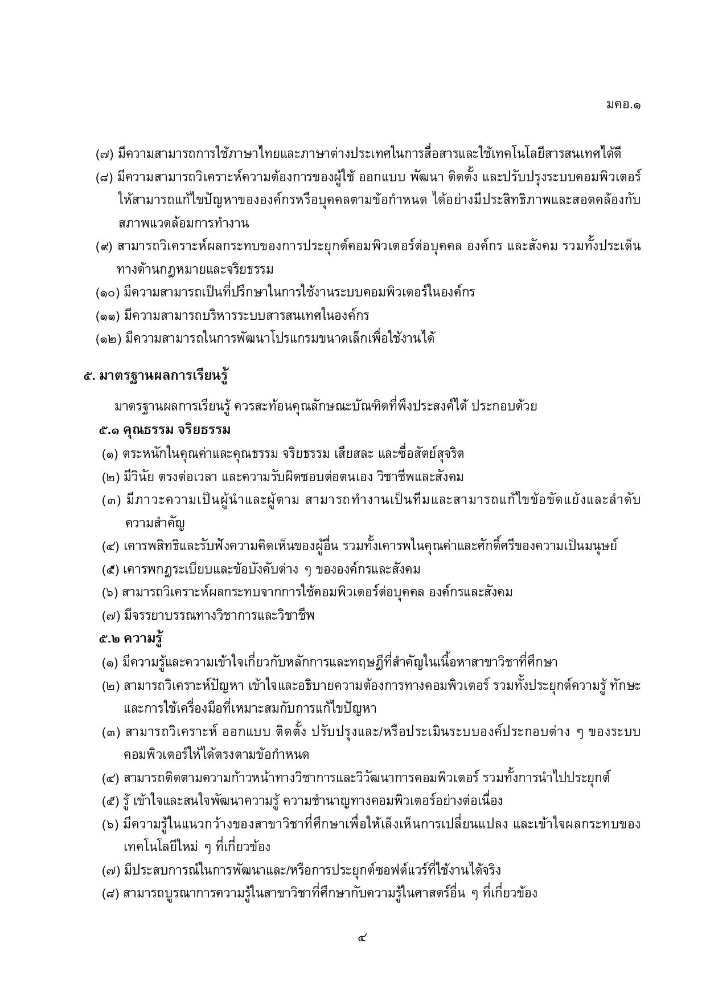 มคอ.๑
(๗) มีความสามารถการใช้ภาษาไทยและภาษาต่างประเทศในการสื่อสารและใช้เทคโนโลยีสารสนเทศได้ดี
(๘) มีความสามารถวิเคราะห์ความต้องการของผู้ใช้ ออกแบบ พัฒนา ติดตั้ง และปรับปรุงระบบคอมพิวเตอร์
ให้สามารถแก้ไขปัญหาขององค์กรหรือบุคคลตามข้อกำหนด ได้อย่างมีประสิทธิภาพและสอดคล้องกับ
สภาพแวดล้อมการทำงาน
(๙) สามารถวิเคราะห์ผลกระทบของการประยุกต์คอมพิวเตอร์ต่อบุคคล องค์กร และสังคม รวมทั้งประเด็น
ทางด้านกฎหมายและจริยธรรม
(๑๐) มีความสามารถเป็นที่ปรึกษาในการใช้งานระบบคอมพิวเตอร์ในองค์กร
(๑๑) มีความสามารถบริหารระบบสารสนเทศในองค์กร
(๑๒) มีความสามารถในการพัฒนาโปรแกรมขนาดเล็กเพื่อใช้งานได้
๕. มาตรฐานผลการเรียนรู้
มาตรฐานผลการเรียนรู้ ควรสะท้อนคุณลักษณะบัณฑิตที่พึงประสงค์ได้ ประกอบด้วย
๕.๑ คุณธรรม จริยธรรม
(๑) ตระหนักในคุณค่าและคุณธรรม จริยธรรม เสียสละ และซื่อสัตย์สุจริต
(๒) มีวินัย ตรงต่อเวลา และความรับผิดชอบต่อตนเอง วิชาชีพและสังคม
(๓) มีภาวะความเป็นผู้นำและผู้ตาม สามารถทำงานเป็นทีมและสามารถแก้ไขข้อขัดแย้งและลำดับ
ความสำคัญ
(๔) เคารพสิทธิและรับฟังความคิดเห็นของผู้อื่น รวมทั้งเคารพในคุณค่าและศักดิ์ศรีของความเป็นมนุษย์
(๕) เคารพกฎระเบียบและข้อบังคับต่าง ๆ ขององค์กรและสังคม
(๖) สามารถวิเคราะห์ผลกระทบจากการใช้คอมพิวเตอร์ต่อบุคคล องค์กรและสังคม
(๗) มีจรรยาบรรณทางวิชาการและวิชาชีพ
๕.๒ ความรู้
(๑) มีความรู้และความเข้าใจเกี่ยวกับหลักการและทฤษฎีที่สำคัญในเนื้อหาสาขาวิชาที่ศึกษา
(๒) สามารถวิเคราะห์ปัญหา เข้าใจและอธิบายความต้องการทางคอมพิวเตอร์ รวมทั้งประยุกต์ความรู้ ทักษะ
และการใช้เครื่องมือที่เหมาะสมกับการแก้ไขปัญหา
(๓) สามารถวิเคราะห์ ออกแบบ ติดตั้ง ปรับปรุงและ/หรือประเมินระบบองค์ประกอบต่าง ๆ ของระบบ
คอมพิวเตอร์ให้ได้ตรงตามข้อกำหนด
(๔) สามารถติดตามความก้าวหน้าทางวิชาการและวิวัฒนาการคอมพิวเตอร์ รวมทั้งการนำไปประยุกต์
(๕) รู้ เข้าใจและสนใจพัฒนาความรู้ ความชำนาญทางคอมพิวเตอร์อย่างต่อเนื่อง
(๖) มีความรู้ในแนวกว้างของสาขาวิชาที่ศึกษาเพื่อให้เล็งเห็นการเปลี่ยนแปลง และเข้าใจผลกระทบของ
เทคโนโลยีใหม่ ๆ ที่เกี่ยวข้อง
(๗) มีประสบการณ์ในการพัฒนาและ/หรือการประยุกต์ซอฟต์แวร์ที่ใช้งานได้จริง
(๘) สามารถบูรณาการความรู้ในสาขาวิชาที่ศึกษากับความรู้ในศาสตร์อื่น ๆ ที่เกี่ยวข้อง
๔